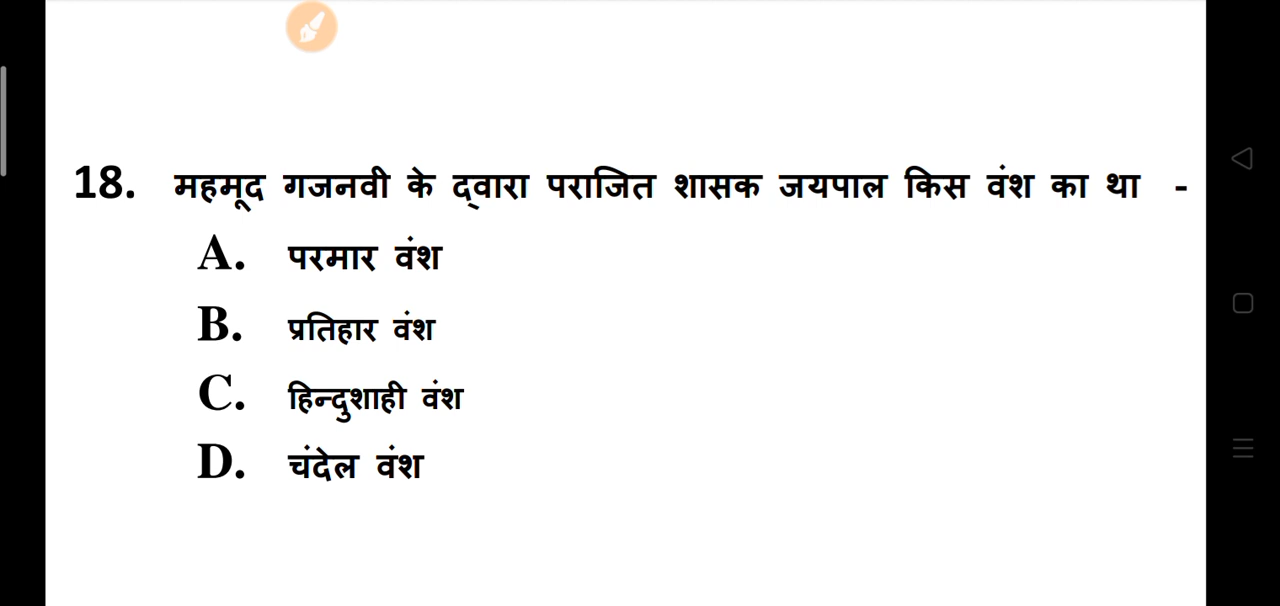 18. महमूद गजनवी के द्वारा पराजित शासक जयपाल किस वंश का था -
A. परमार वंश
B. प्रतिहार वंश
C. हिन्दुशाही वंश
D. चंदेल वंश